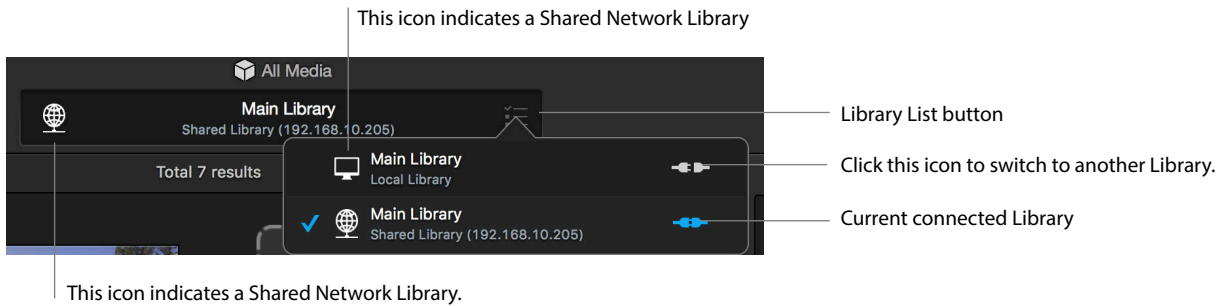 This icon indicates a Shared Network Library
All Media
Main Library
Shared Library (192.168.10.205)
Library List button
Total 7 results
Main Library
Local Library
Click this icon to switch to another Library.
Main Library
Shared Library (192.168.10.205)
Current connected Library
This icon indicates a Shared Network Library.